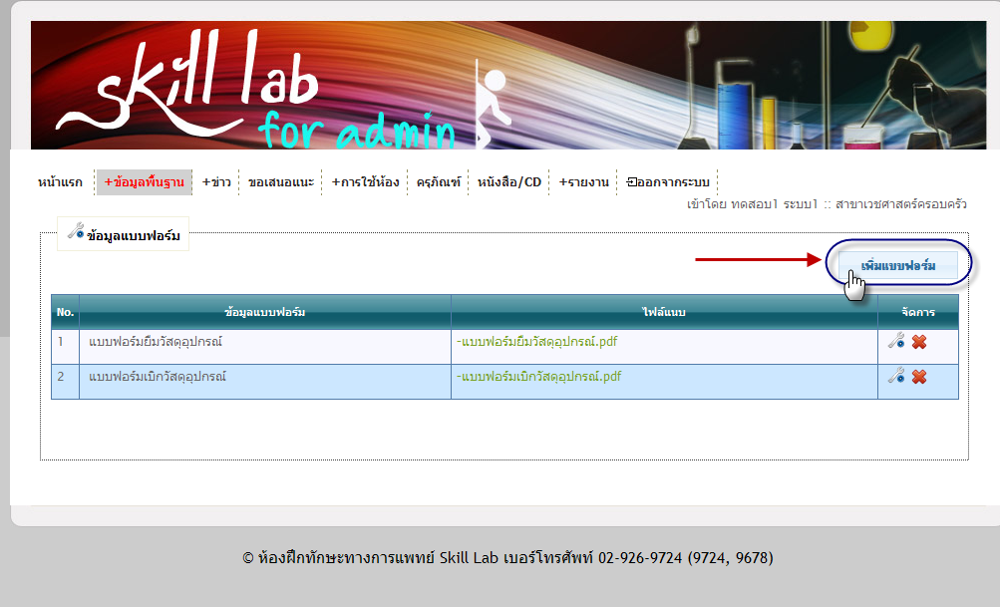 skill lab
for admin
หน้าแรก +ข้อมูลพื้นฐาน +ข่าว ขอเสนอแนะ +การใช้ห้อง ครุภัณฑ์ หนังสือ/CD +รายงาน ออกจากระบบ
เข้าโดย ทดสอบ1 ระบบ1 :: สาขาเวชศาสตร์ครอบครัว
ข้อมูลแบบฟอร์ม
เพิ่มแบบฟอร์ม
No. ข้อมูลแบบฟอร์ม ไฟล์แนบ จัดการ
1 แบบฟอร์มยืมวัสดุอุปกรณ์ -แบบฟอร์มยืมวัสดุอุปกรณ์.pdf
2 แบบฟอร์มเบิกวัสดุอุปกรณ์ -แบบฟอร์มเบิกวัสดุอุปกรณ์.pdf
© ห้องฝึกทักษะทางการแพทย์ Skill Lab เบอร์โทรศัพท์ 02-926-9724 (9724, 9678)